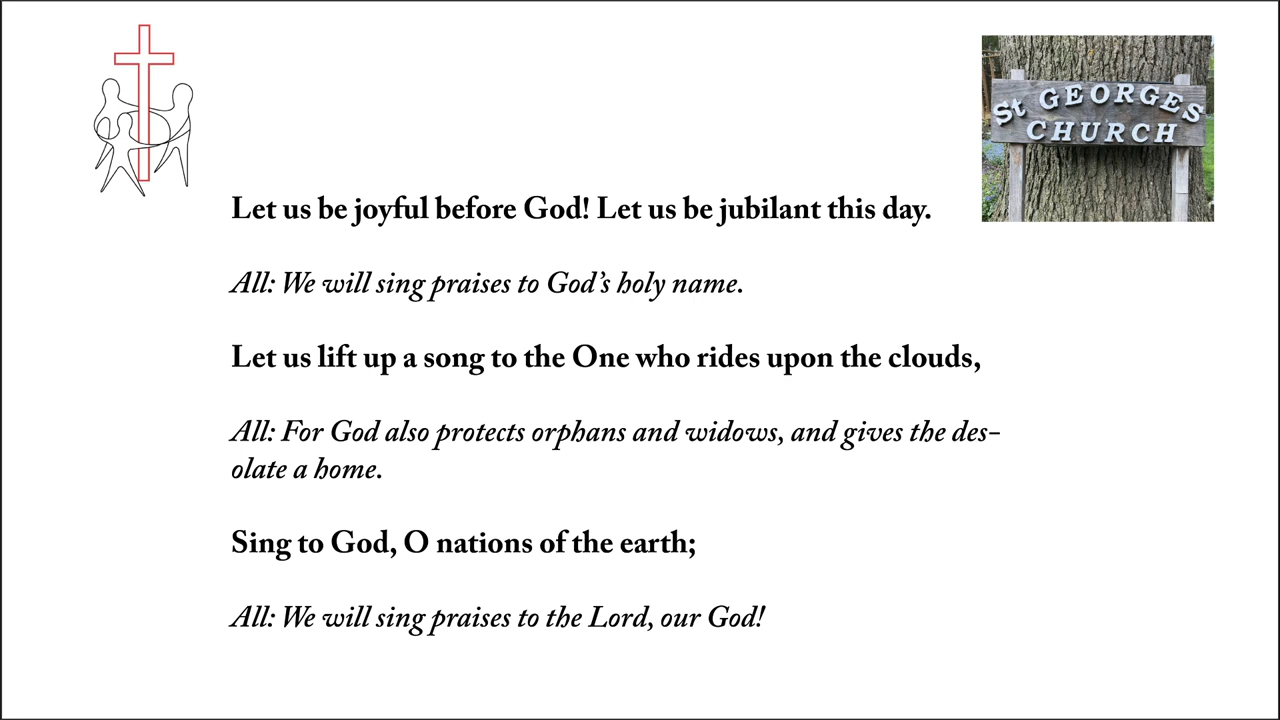 St GEORGES
CHURCH
Let us be joyful before God! Let us be jubilant this day.
All: We will sing praises to God’s holy name.
Let us lift up a song to the One who rides upon the clouds,
All: For God also protects orphans and widows, and gives the des-
olate a home.
Sing to God, O nations of the earth;
All: We will sing praises to the Lord, our God!